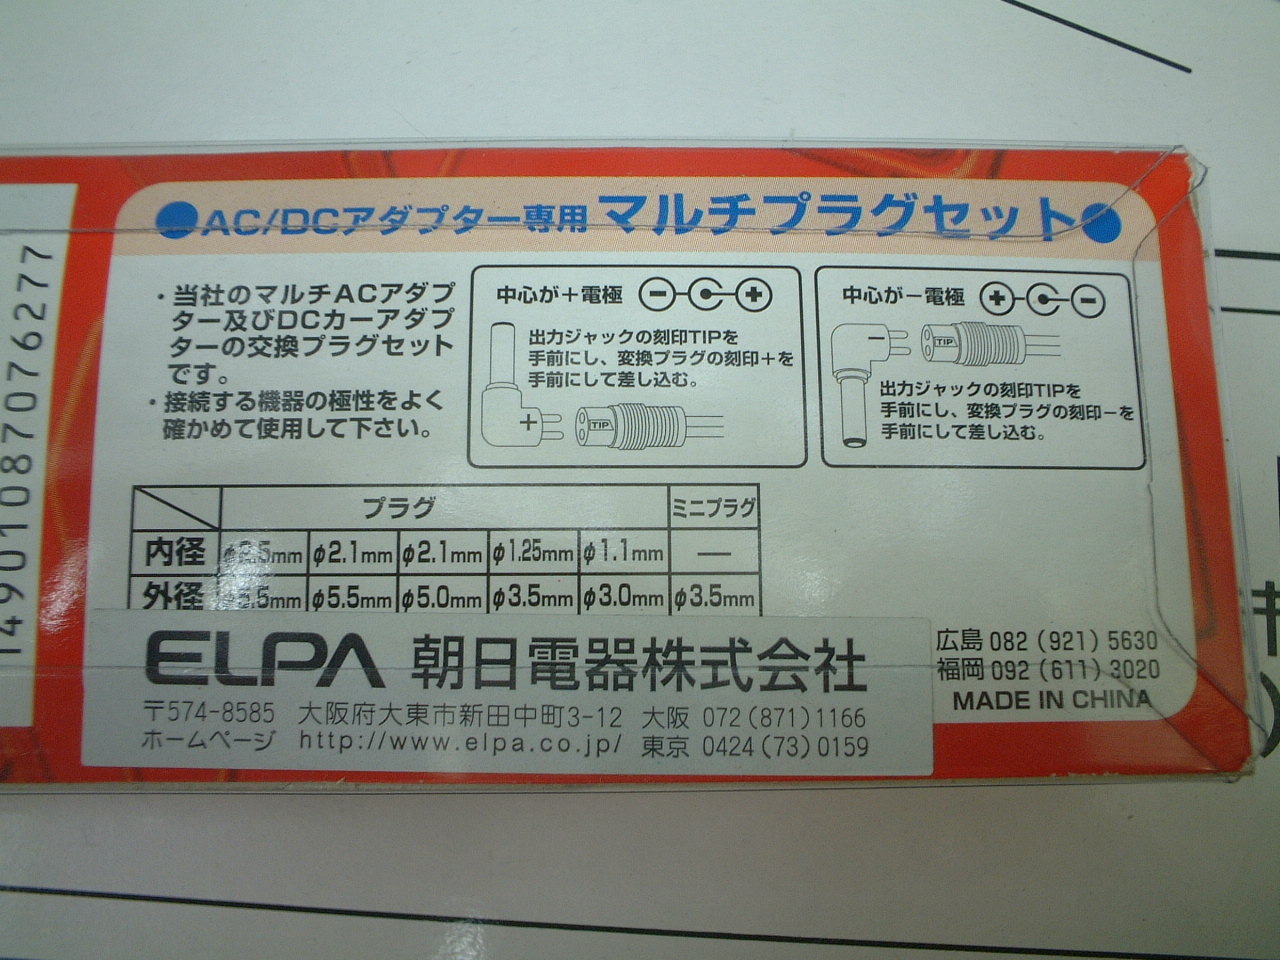 ●AC/DCアダプター専用 マルチプラグセット●
・当社のマルチACアダプ
ター及びDCカーアダプ
ターの交換プラグセット
です。
・接続する機器の極性をよく
確かめて使用して下さい。
中心が＋電極 − ＋
出力ジャックの刻印TIPを
手前にし、変換プラグの刻印＋を
手前にして差し込む。
＋ TIP
中心がー電極 ＋ −
− TIP
出力ジャックの刻印TIPを
手前にし、変換プラグの刻印−を
手前にして差し込む。
プラグ ミニプラグ
内径 φ2.5mm φ2.1mm φ2.1mm φ1.25mm φ1.1mm —
外径 φ5.5mm φ5.5mm φ5.0mm φ3.5mm φ3.0mm φ3.5mm
ELPA 朝日電器株式会社
〒574-8585 大阪府大東市新田中町3-12 大阪 072(871)1166
ホームページ http://www.elpa.co.jp/ 東京 0424(73)0159
広島 082(921)5630
福岡 092(611)3020
MADE IN CHINA
4901087076277